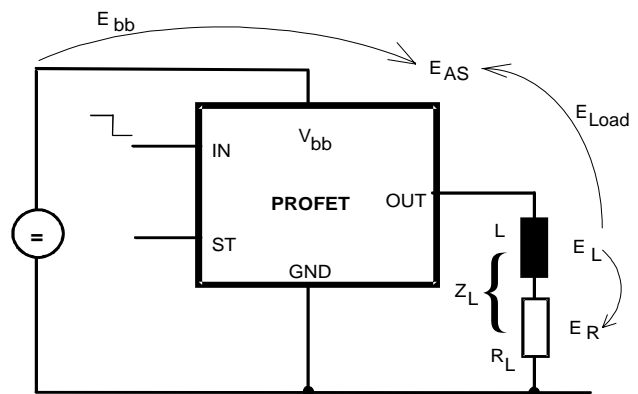 E bb
E AS
E Load
IN
V bb
PROFET
OUT
=
ST
GND
L
E L
Z L
{
E R
R L